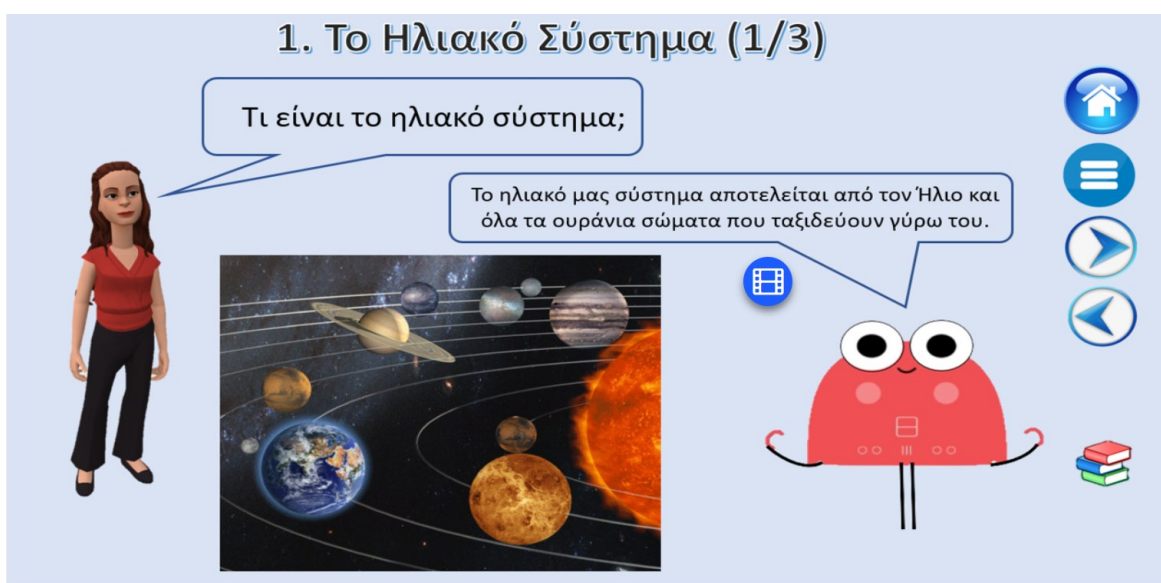 1. Το Ηλιακό Σύστημα (1/3)
Τι είναι το ηλιακό σύστημα;
Το ηλιακό μας σύστημα αποτελείται από τον Ήλιο και
όλα τα ουράνια σώματα που ταξιδεύουν γύρω του.